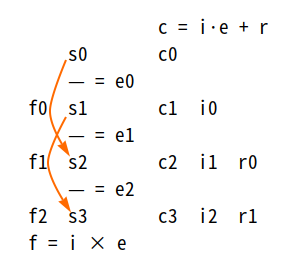 c = i·e + r
s0 c0
— = e0
f0 s1 c1 i0
— = e1
f1 s2 c2 i1 r0
— = e2
f2 s3 c3 i2 r1
f = i × e